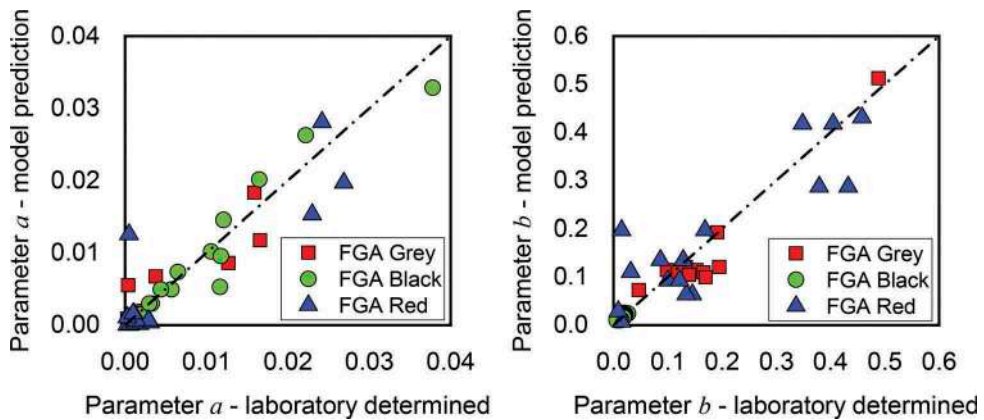 0.04
0.03
0.02
0.01
0.00
0.00
0.01
0.02
0.03
0.04
Parameter a - model prediction
Parameter a - laboratory determined
FGA Grey
FGA Black
FGA Red
0.6
0.5
0.4
0.3
0.2
0.1
0.0
0.0
0.1
0.2
0.3
0.4
0.5
0.6
Parameter b - model prediction
Parameter b - laboratory determined
FGA Grey
FGA Black
FGA Red